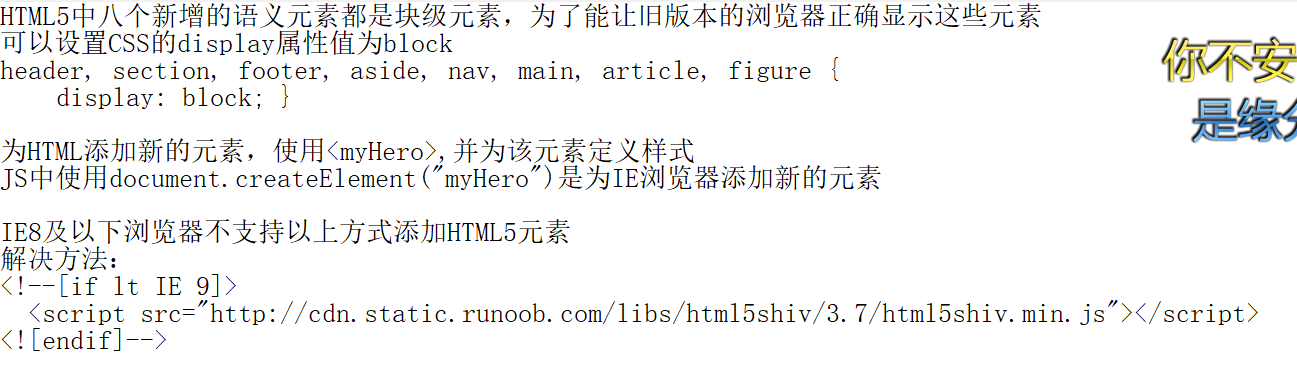 HTML5中八个新增的语义元素都是块级元素，为了能让旧版本的浏览器正确显示这些元素
可以设置CSS的display属性值为block
header, section, footer, aside, nav, main, article, figure {
    display: block; }
为HTML添加新的元素，使用<myHero>,并为该元素定义样式
JS中使用document.createElement("myHero")是为IE浏览器添加新的元素
IE8及以下浏览器不支持以上方式添加HTML5元素
解决方法：
<!--[if lt IE 9]>
  <script src="http://cdn.static.runoob.com/libs/html5shiv/3.7/html5shiv.min.js"></script>
<![endif]-->
你不安
是缘分